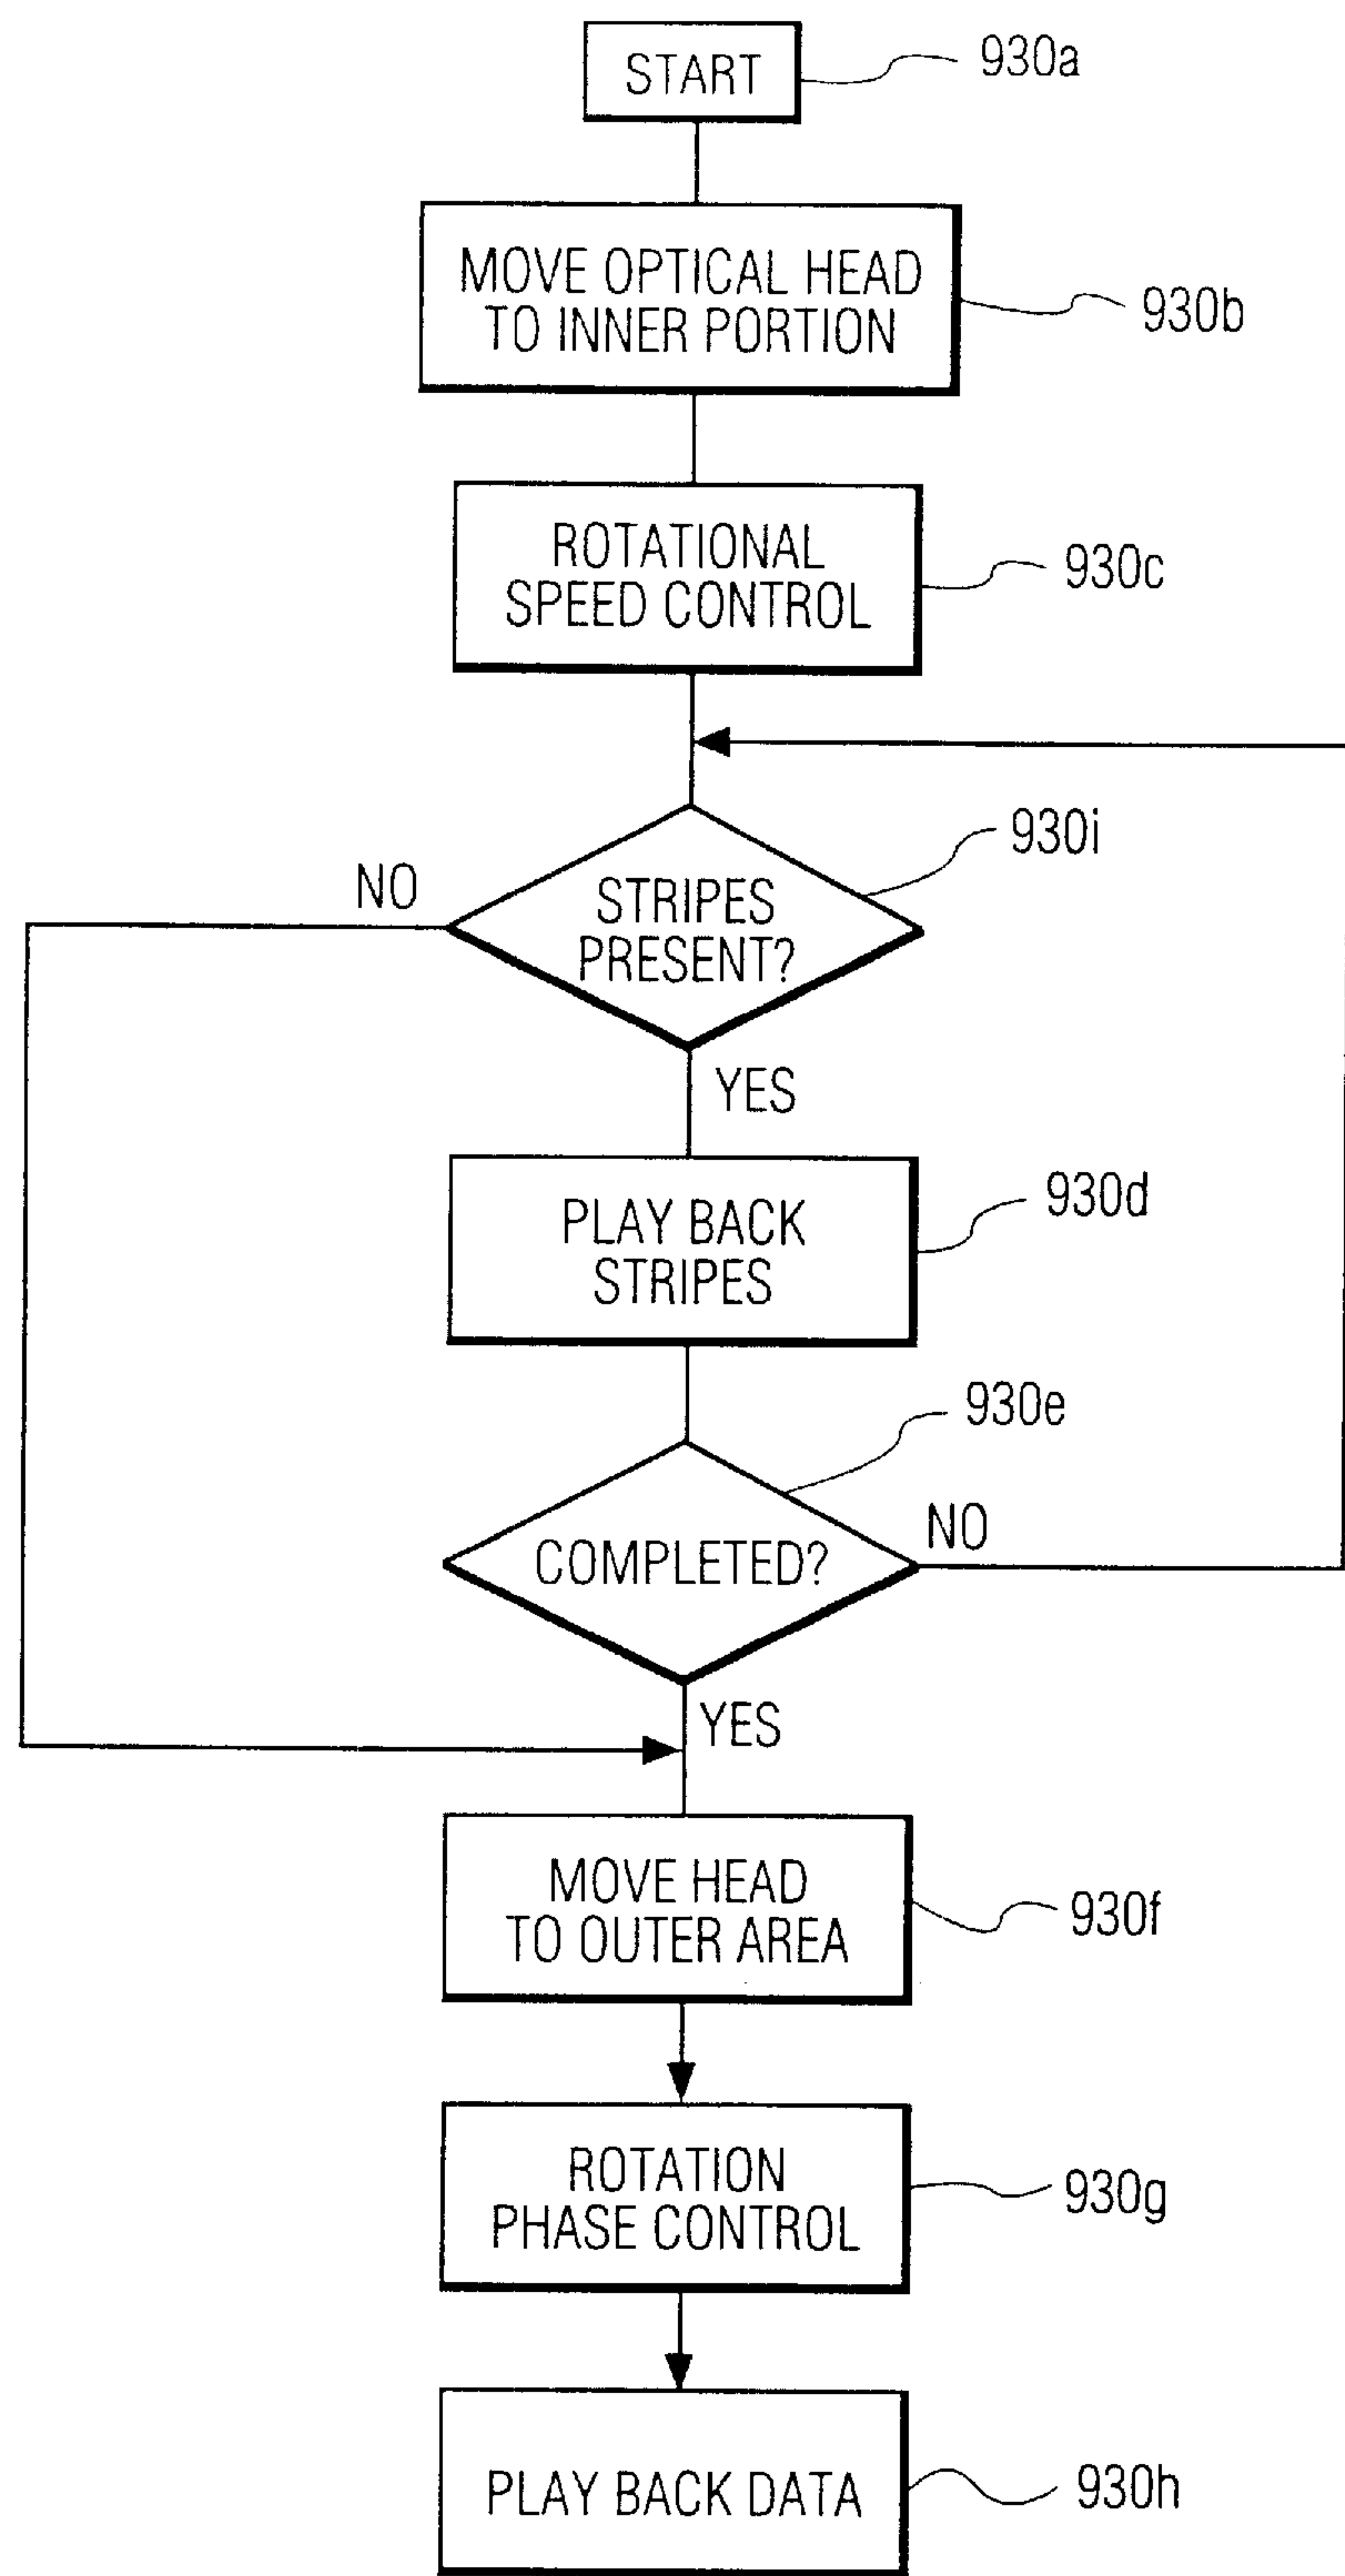 START
930a
MOVE OPTICAL HEAD
TO INNER PORTION
930b
ROTATIONAL
SPEED CONTROL
930c
930i
NO
STRIPES
PRESENT?
YES
PLAY BACK
STRIPES
930d
930e
COMPLETED?
NO
YES
MOVE HEAD
TO OUTER AREA
930f
ROTATION
PHASE CONTROL
930g
PLAY BACK DATA
930h